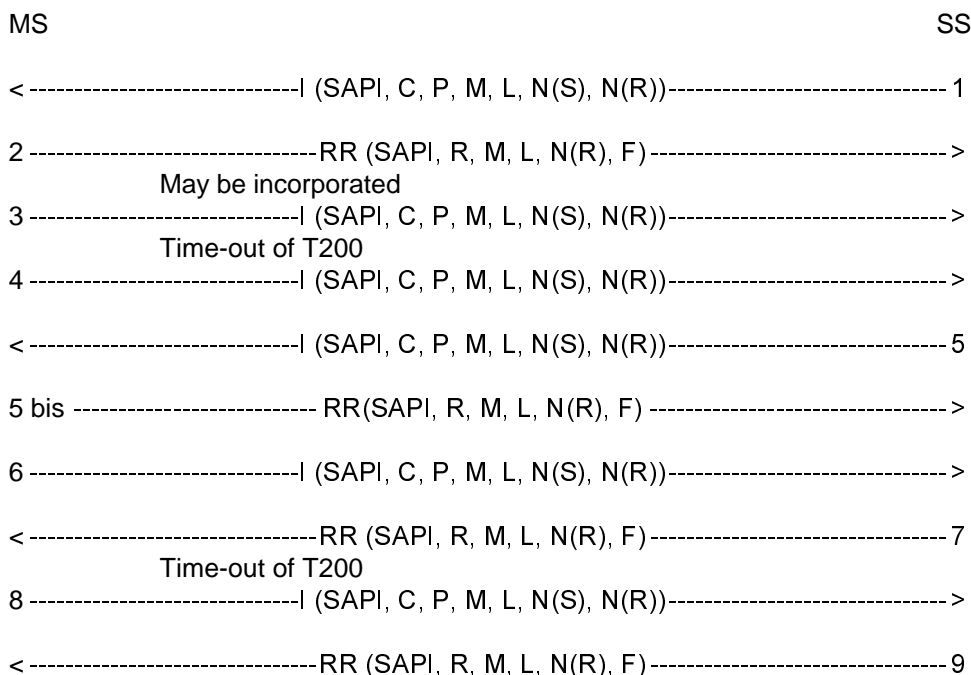 MS SS
< ------------------------------I (SAPI, C, P, M, L, N(S), N(R))------------------------------- 1
2 --------------------------------RR (SAPI, R, M, L, N(R), F)--------------------------------- >
May be incorporated
3 ------------------------------I (SAPI, C, P, M, L, N(S), N(R))------------------------------- >
Time-out of T200
4 ------------------------------I (SAPI, C, P, M, L, N(S), N(R))------------------------------- >
< ------------------------------I (SAPI, C, P, M, L, N(S), N(R))------------------------------- 5
5 bis --------------------------- RR(SAPI, R, M, L, N(R), F) --------------------------------- >
6 ------------------------------I (SAPI, C, P, M, L, N(S), N(R))------------------------------- >
< --------------------------------RR (SAPI, R, M, L, N(R), F)--------------------------------- 7
Time-out of T200
8 ------------------------------I (SAPI, C, P, M, L, N(S), N(R))------------------------------- >
< --------------------------------RR (SAPI, R, M, L, N(R), F)--------------------------------- 9